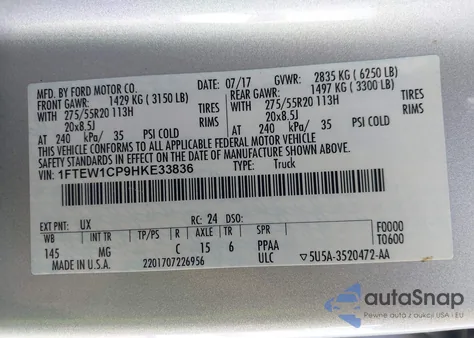 MFD. BY FORD MOTOR CO. DATE: 07/17 GVWR: 2835 KG ( 6250 LB)
FRONT GAWR: 1429 KG ( 3150 LB) REAR GAWR: 1497 KG ( 3300 LB)
WITH 275/55R20 113H TIRES WITH 275/55R20 113H TIRES
20x8.5J RIMS 20x8.5J RIMS
AT 240 kPa/ 35 PSI COLD AT 240 kPa/ 35 PSI COLD
THIS VEHICLE CONFORMS TO ALL APPLICABLE FEDERAL MOTOR VEHICLE
SAFETY STANDARDS IN EFFECT ON THE DATE OF MANUFACTURE SHOWN ABOVE.
VIN: 1FTEW1CP9HKE33836 TYPE: Truck
EXT PNT: UX RC: 24 DSO: F0000
WB INT TR TP/PS R AXLE TR SPR T0600
145 MG C 15 6 PPAA
MADE IN U.S.A. 2201707226956 ULC ▽5U5A-3520472-AA
autoSnap
Pewne auta z aukcji USA i EU